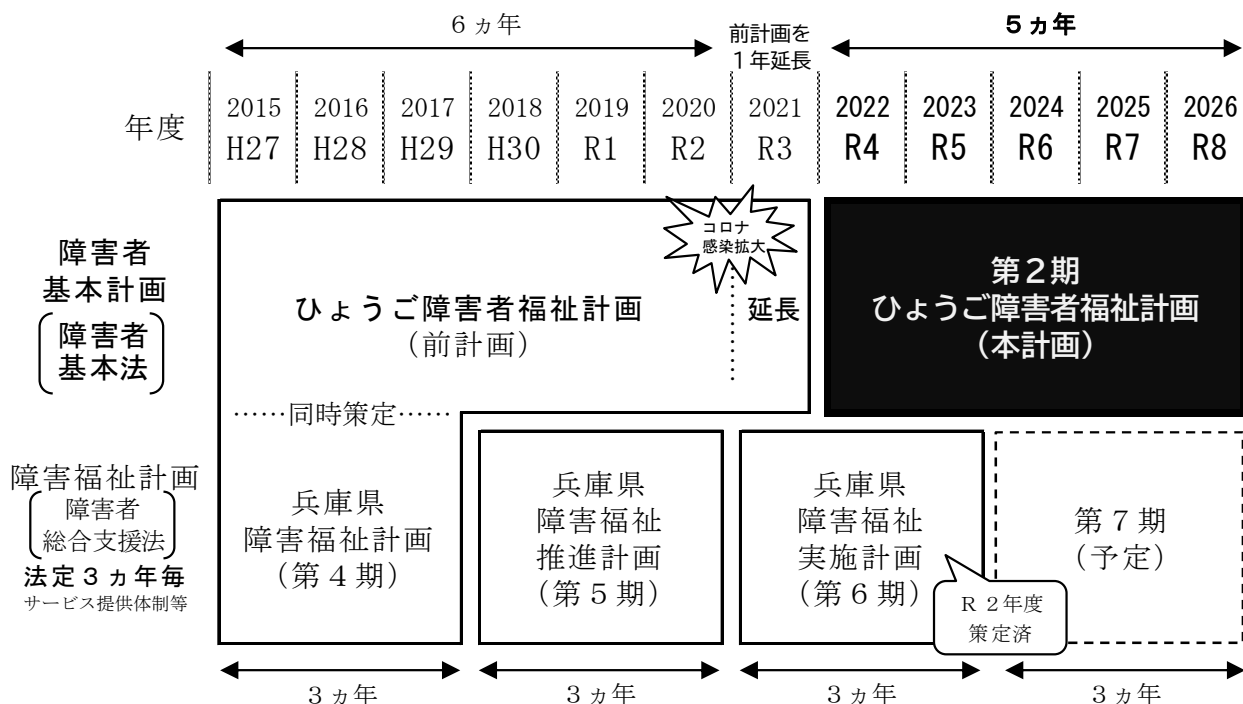 6ヵ年
前計画を
1年延長
5ヵ年
年度
2015 2016 2017 2018 2019 2020 2021 2022 2023 2024 2025 2026
H27 H28 H29 H30 R1 R2 R3 R4 R5 R6 R7 R8
障害者
基本計画
障害者
基本法
ひょうご障害者福祉計画
(前計画)
コロナ
感染拡大
延長
第2期
ひょうご障害者福祉計画
(本計画)
……同時策定……
障害福祉計画
障害者
総合支援法
法定3ヵ年毎
サービス提供体制等
兵庫県
障害福祉計画
(第4期)
兵庫県
障害福祉
推進計画
(第5期)
兵庫県
障害福祉
実施計画
(第6期)
R2年度
策定済
第7期
(予定)
3ヵ年
3ヵ年
3ヵ年
3ヵ年